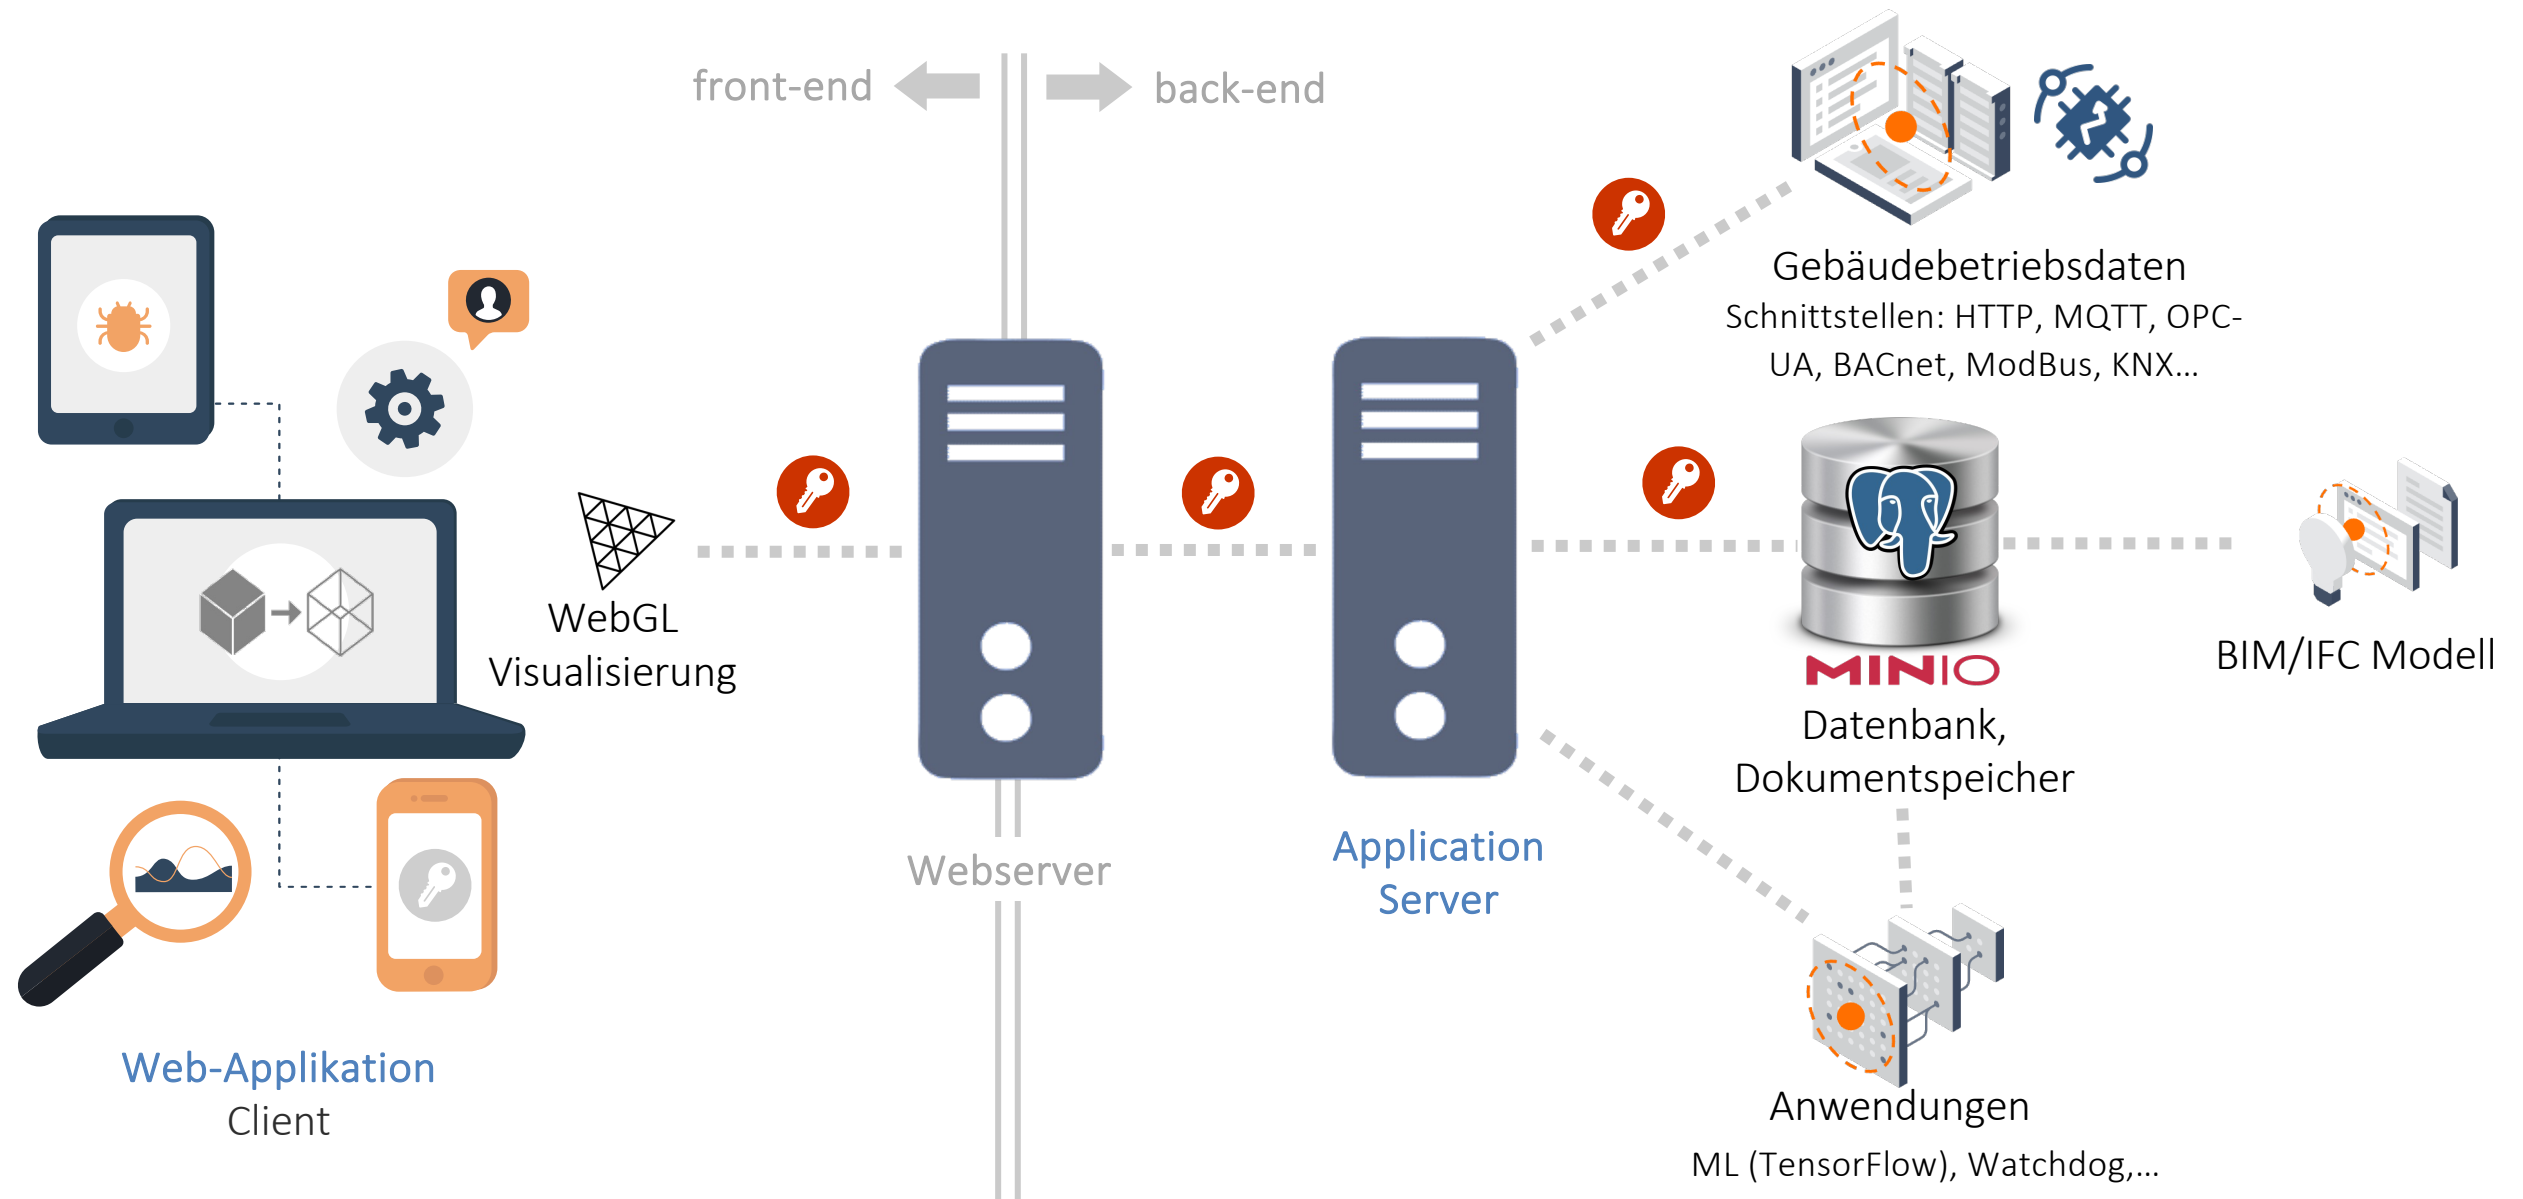 front-end
back-end
Gebäudebetriebsdaten
Schnittstellen: HTTP, MQTT, OPC-
UA, BACnet, ModBus, KNX...
WebGL
Visualisierung
MINIO
Datenbank,
Dokumentspeicher
BIM/IFC Modell
Webserver
Application
Server
Web-Applikation
Client
Anwendungen
ML (TensorFlow), Watchdog,...